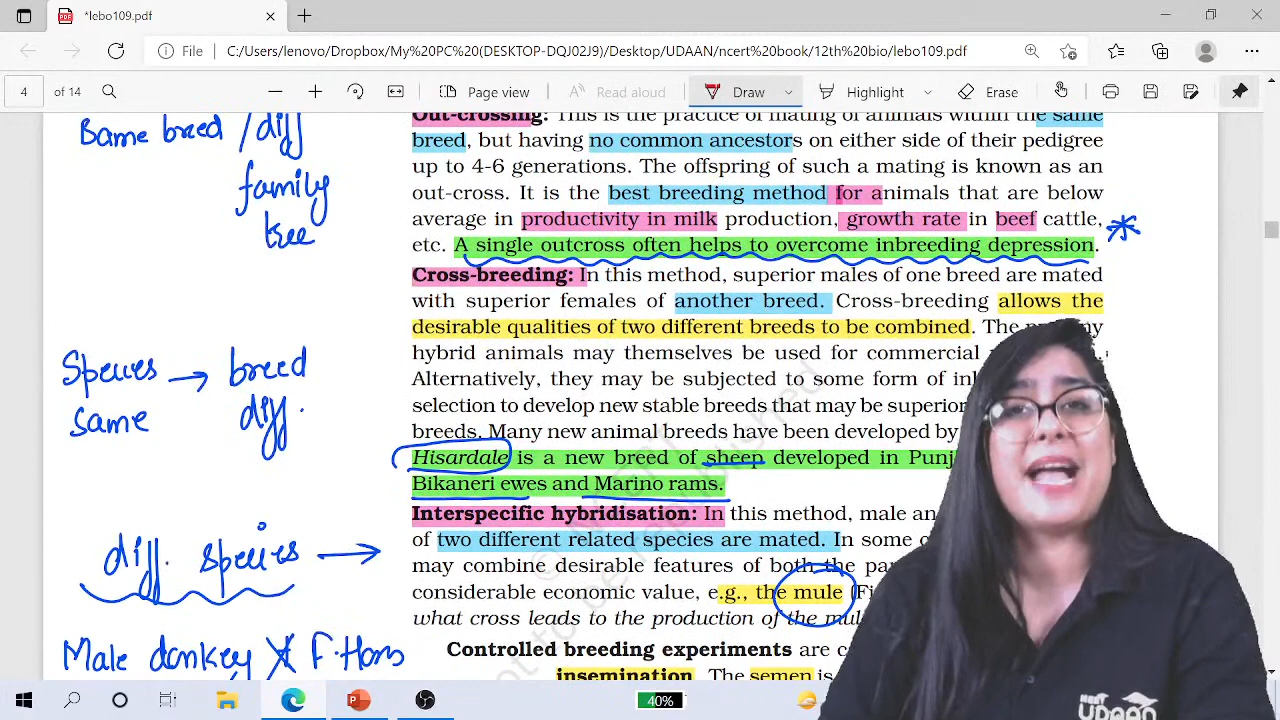 *lebo109.pdf
File
C:/Users/lenovo/Dropbox/My%20PC%20(DESKTOP-DQJ02J9)/Desktop/UDAAN/ncert%20book/12th%20bio/lebo109.pdf
4 of 14
Page view
Read aloud
Draw
Highlight
Erase
Out-crossing: This is the practice of mating of animals within the same
breed, but having no common ancestors on either side of their pedigree
up to 4-6 generations. The offspring of such a mating is known as an
out-cross. It is the best breeding method for animals that are below
average in productivity in milk production, growth rate in beef cattle,
etc. A single outcross often helps to overcome inbreeding depression.
Cross-breeding: In this method, superior males of one breed are mated
with superior females of another breed. Cross-breeding allows the
desirable qualities of two different breeds to be combined. The
hybrid animals may themselves be used for commercial
Alternatively, they may be subjected to some form of
selection to develop new stable breeds that may be superior
breeds. Many new animal breeds have been developed by
Hisardale is a new breed of sheep developed in
Bikaneri ewes and Marino rams.
Interspecific hybridisation: In this method, male
of two different related species are mated. In some
may combine desirable features of both the
considerable economic value, e.g., the mule
what cross leads to the production of the
Controlled breeding experiments are
insemination. The semen is
Same breed / diff
family
tree
Species → breed
same diff.
diff. species →
Male donkey X F. Hors
40%
NEET
UDAAN